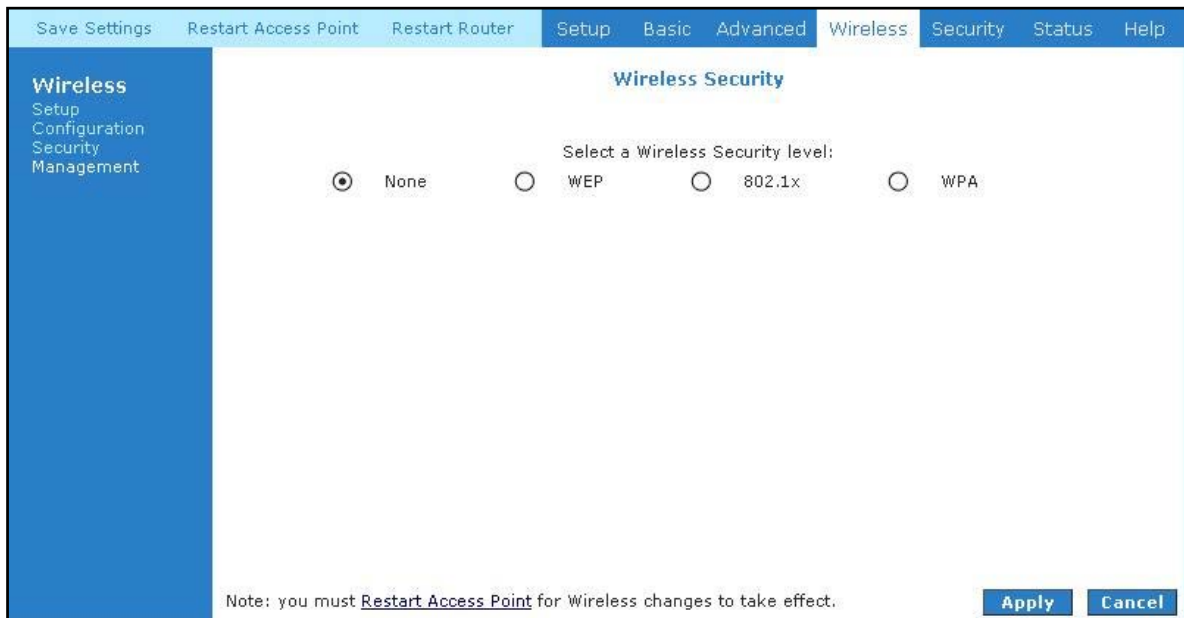 Save Settings Restart Access Point Restart Router Setup Basic Advanced Wireless Security Status Help
Wireless
Setup
Configuration
Security
Management
Wireless Security
Select a Wireless Security level:
None WEP 802.1x WPA
Note: you must Restart Access Point for Wireless changes to take effect.
Apply Cancel